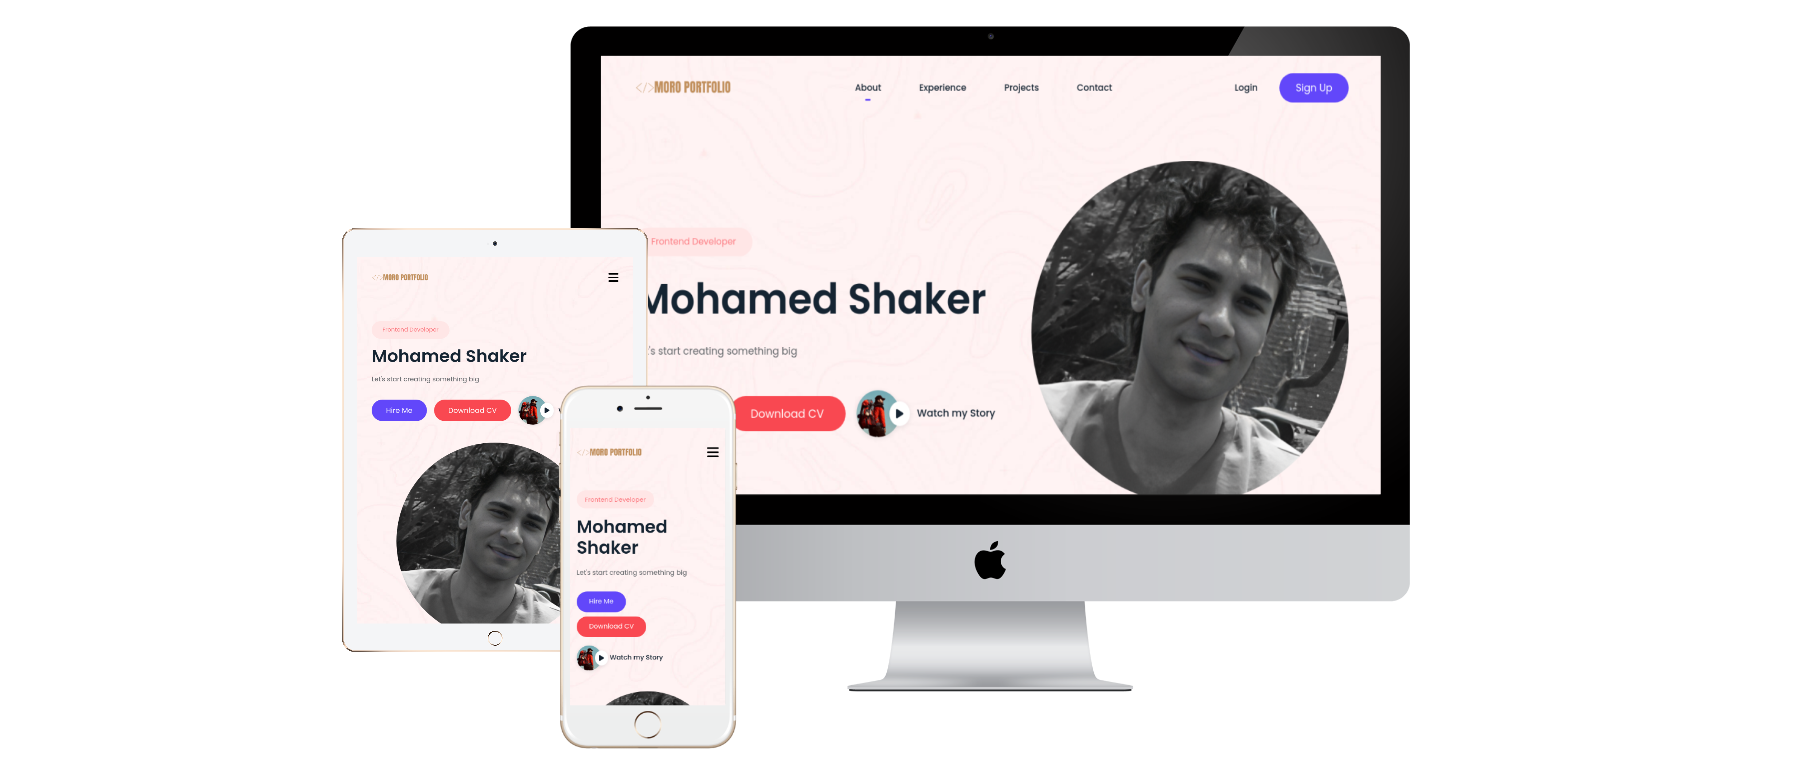 </>MORO PORTFOLIO
About
Experience
Projects
Contact
Login
Sign Up
Frontend Developer
Mohamed Shaker
's start creating something big
Download CV
Watch my Story
</>MORO PORTFOLIO
Frontend Developer
Mohamed Shaker
Let's start creating something big
Hire Me
Download CV
</>MORO PORTFOLIO
Frontend Developer
Mohamed
Shaker
Let's start creating something big
Hire Me
Download CV
Watch my Story